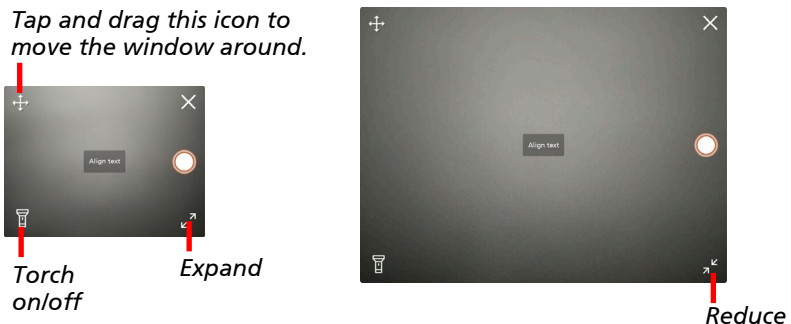 Tap and drag this icon to
move the window around.
Align text
Align text
Expand
Torch
on/off
Reduce